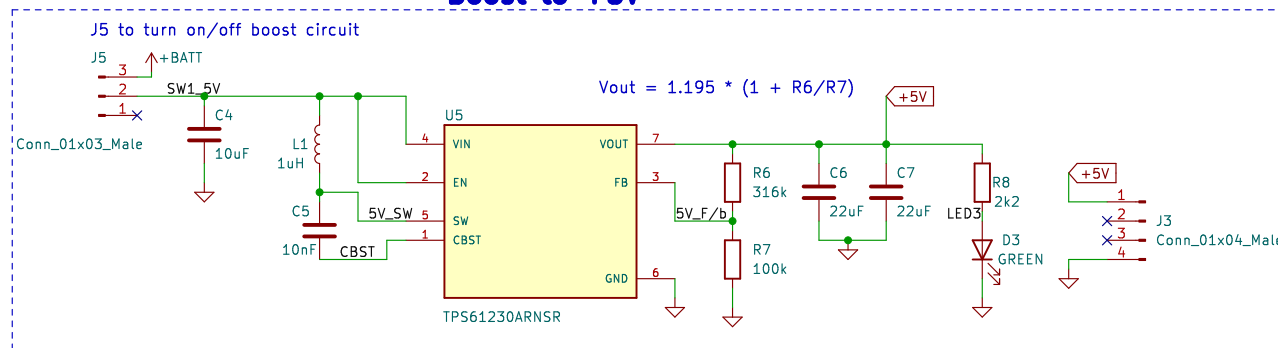 J5 to turn on/off boost circuit
J5
+BATT
3
2
SW1_5V
1
Conn_01x03_Male
C4
10uF
L1
1uH
C5
10nF
5V_SW
CBST
U5
4
VIN
2
EN
5
SW
1
CBST
VOUT
7
FB
3
GND
6
TPS61230ARNSR
Vout = 1.195 * (1 + R6/R7)
5V_F/b
R6
316k
R7
100k
C6
22uF
C7
22uF
+5V
R8
2k2
LED3
D3
GREEN
+5V
1
2
3
4
J3
Conn_01x04_Male